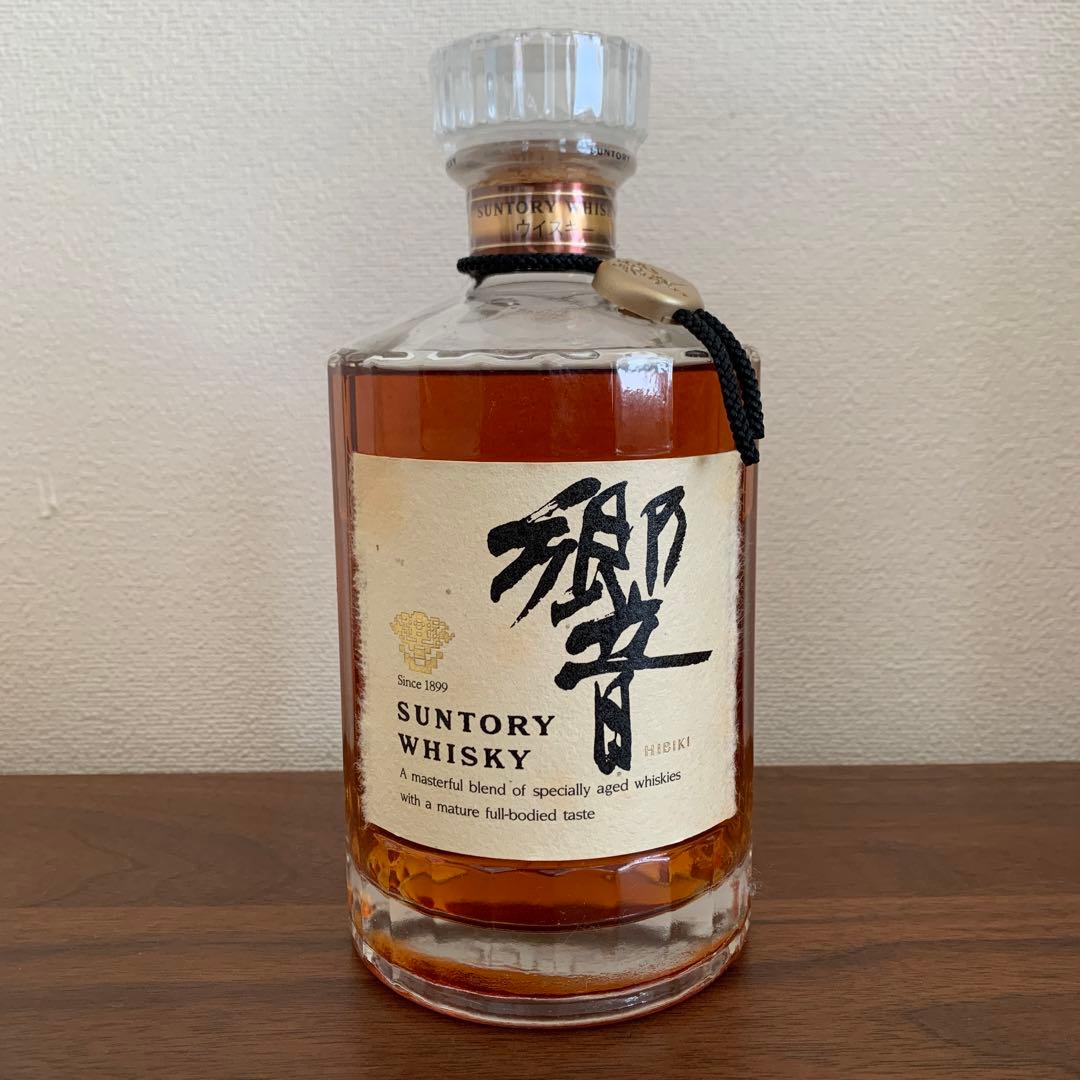 SUNTORY
SUNTORY WHISKY
ウイスキー
響
Since 1899
SUNTORY
WHISKY
HIBIKI
A masterful blend of specially aged whiskies
with a mature full-bodied taste